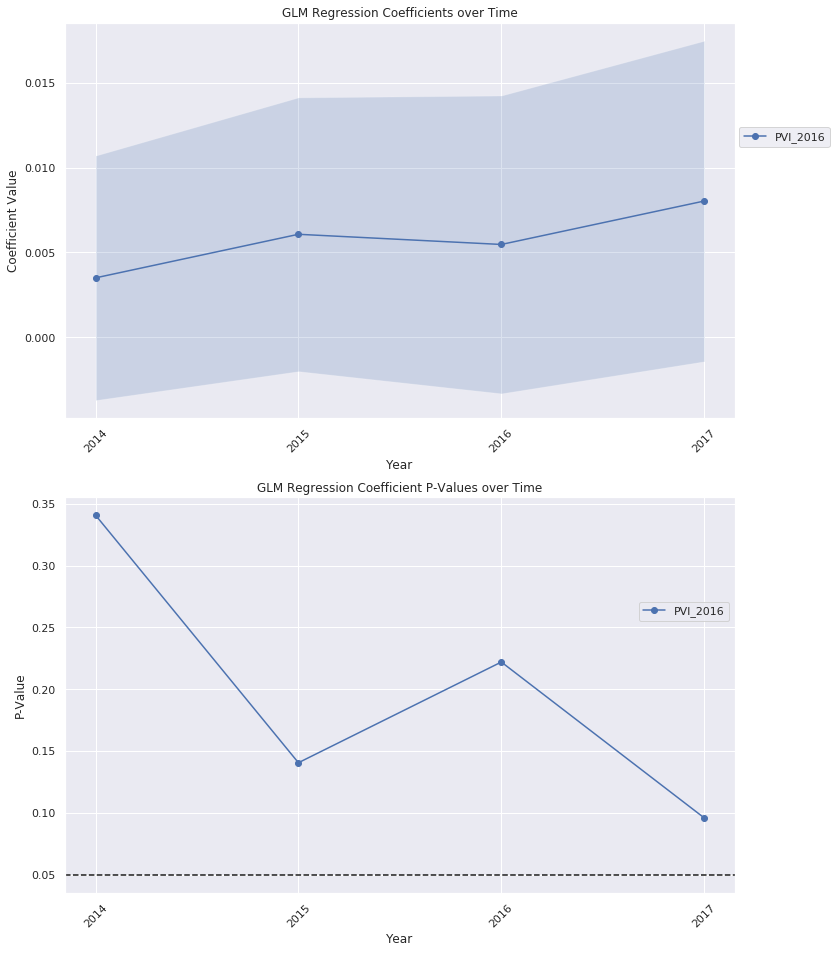 GLM Regression Coefficients over Time
0.015
0.010
0.005
0.000
Coefficient Value
PVI_2016
2014
2015
2016
2017
Year
GLM Regression Coefficient P-Values over Time
0.35
0.30
0.25
0.20
0.15
0.10
0.05
P-Value
PVI_2016
2014
2015
2016
2017
Year